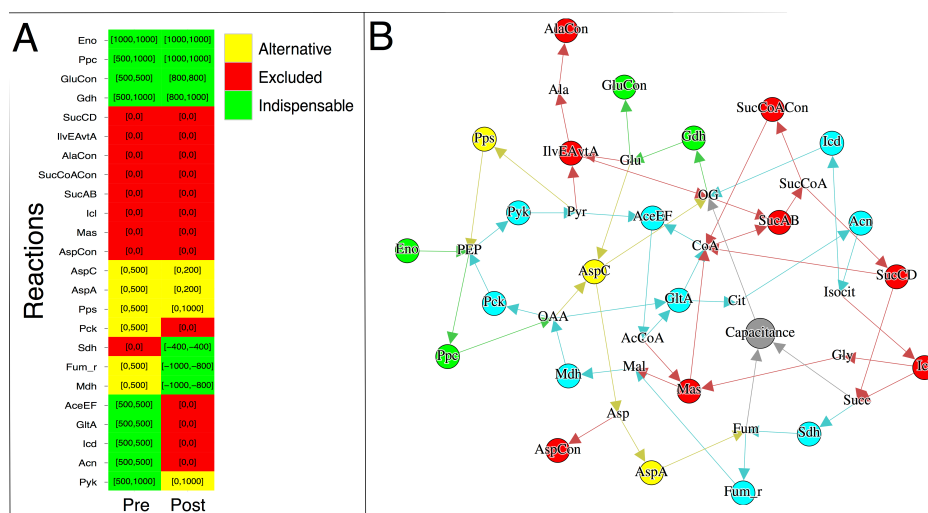 A
Reactions
Eno [1000,1000] [1000,1000]
Ppc [500,1000] [1000,1000]
GluCon [500,500] [800,800]
Gdh [500,1000] [800,1000]
SucCD [0,0] [0,0]
IlvEAvtA [0,0] [0,0]
AlaCon [0,0] [0,0]
SucCoACon [0,0] [0,0]
SucAB [0,0] [0,0]
Icl [0,0] [0,0]
Mas [0,0] [0,0]
AspCon [0,0] [0,0]
AspC [0,500] [0,200]
AspA [0,500] [0,200]
Pps [0,500] [0,1000]
Pck [0,500] [0,0]
Sdh [0,0] [−400,−400]
Fum_r [0,500] [−1000,−800]
Mdh [0,500] [−1000,−800]
AceEF [500,500] [0,0]
GltA [500,500] [0,0]
Icd [500,500] [0,0]
Acn [500,500] [0,0]
Pyk [500,1000] [0,1000]
Pre Post
Alternative
Excluded
Indispensable
B
AlaCon
Ala
GluCon
SucCoACon
Pps
IlvEAvtA
Glu
Gdh
Icd
SucCoA
OG
Pyk
Pyr
AceEF
SucAB
Acn
Eno
PEP
CoA
AspC
SucCD
Pck
GltA
Cit
Isocit
OAA
Capacitance
AcCoA
Ppc
Gly
Mdh
Mal
Mas
Succ
Asp
Fum
Sdh
AspCon
AspA
Fum_r